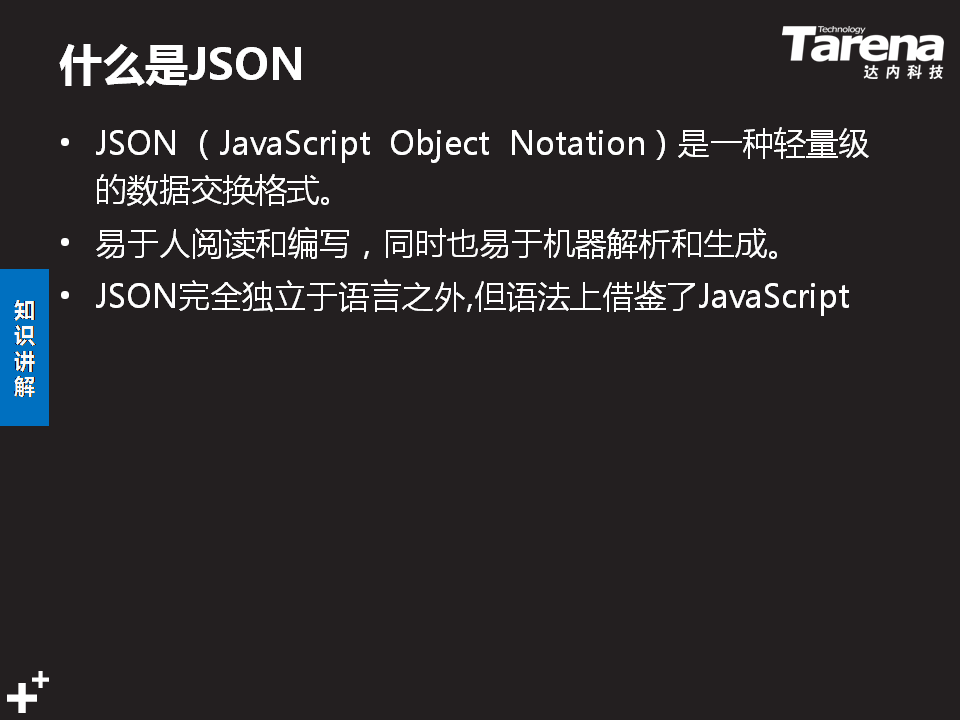 什么是JSON
Technology
Tarena
达内科技
• JSON （JavaScript Object Notation）是一种轻量级
的数据交换格式。
• 易于人阅读和编写，同时也易于机器解析和生成。
• JSON完全独立于语言之外,但语法上借鉴了JavaScript
知
识
讲
解